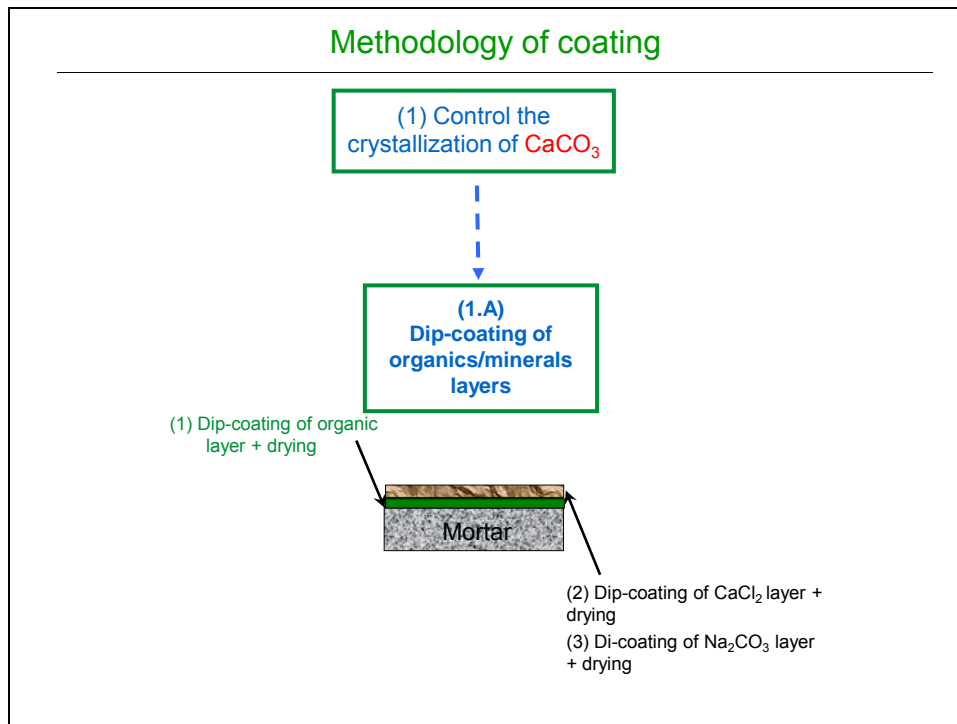 Methodology of coating
(1) Control the
crystallization of CaCO₃
(1.A)
Dip-coating of
organics/minerals
layers
(1) Dip-coating of organic
layer + drying
Mortar
(2) Dip-coating of CaCl₂ layer +
drying
(3) Di-coating of Na₂CO₃ layer
+ drying